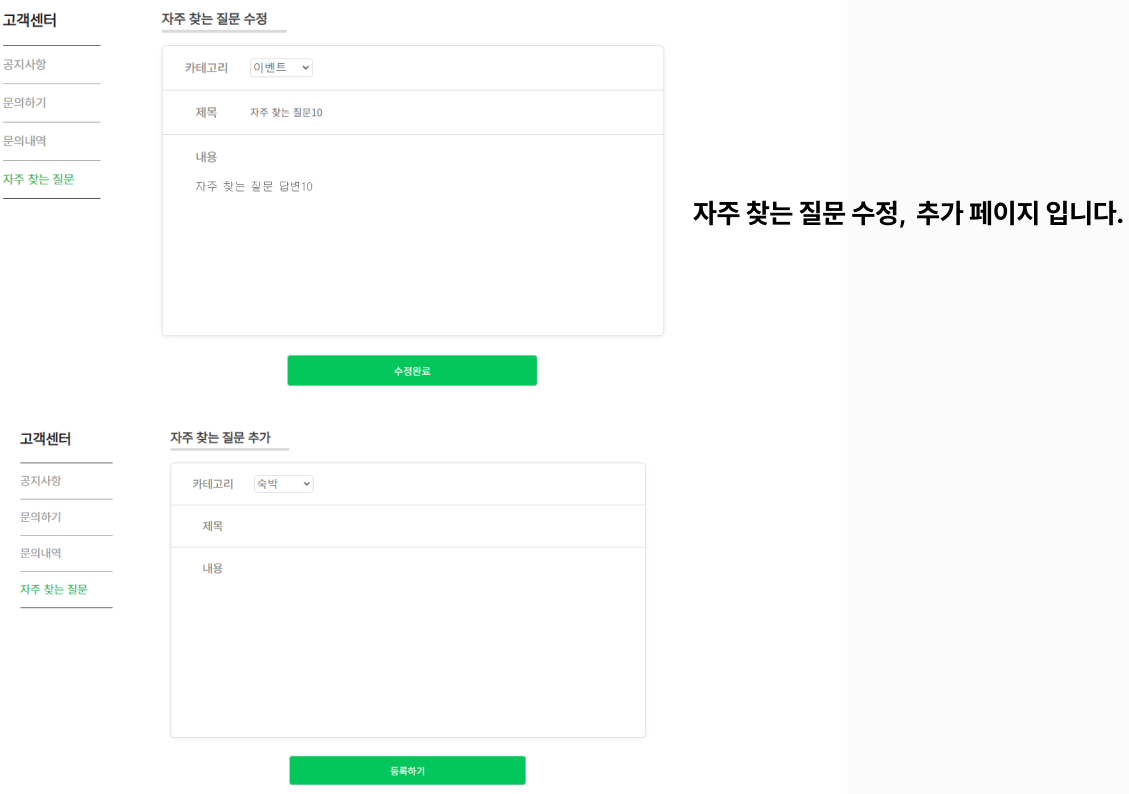 고객센터
공지사항
문의하기
문의내역
자주 찾는 질문
자주 찾는 질문 수정
카테고리 이벤트
제목 자주 찾는 질문10
내용
자주 찾는 질문 답변10
수정완료
자주 찾는 질문 수정, 추가 페이지 입니다.
고객센터
공지사항
문의하기
문의내역
자주 찾는 질문
자주 찾는 질문 추가
카테고리 숙박
제목
내용
등록하기